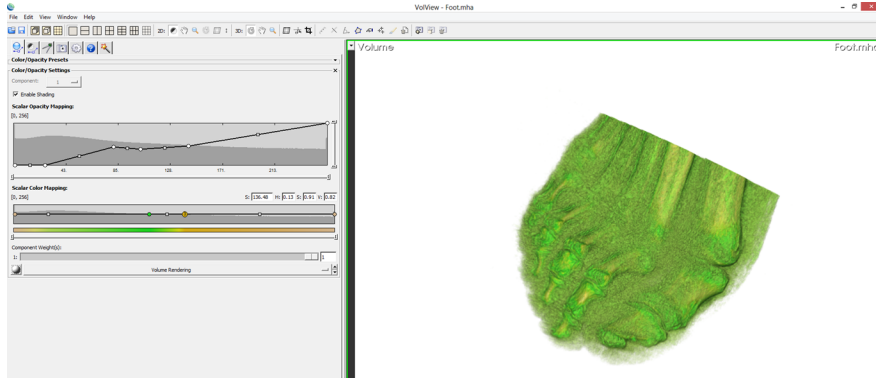 VolView - Foot.mha
File Edit View Window Help
2D: 3D:
Color/Opacity Presets
Color/Opacity Settings
Component: 1
Enable Shading
Scalar Opacity Mapping:
[0, 256]
43. 85. 128. 171. 213.
Scalar Color Mapping:
[0, 256] S: 136.48 H: 0.13 S: 0.91 V: 0.82
Component Weight(s):
1: 1
Volume Rendering
Volume Foot.mha